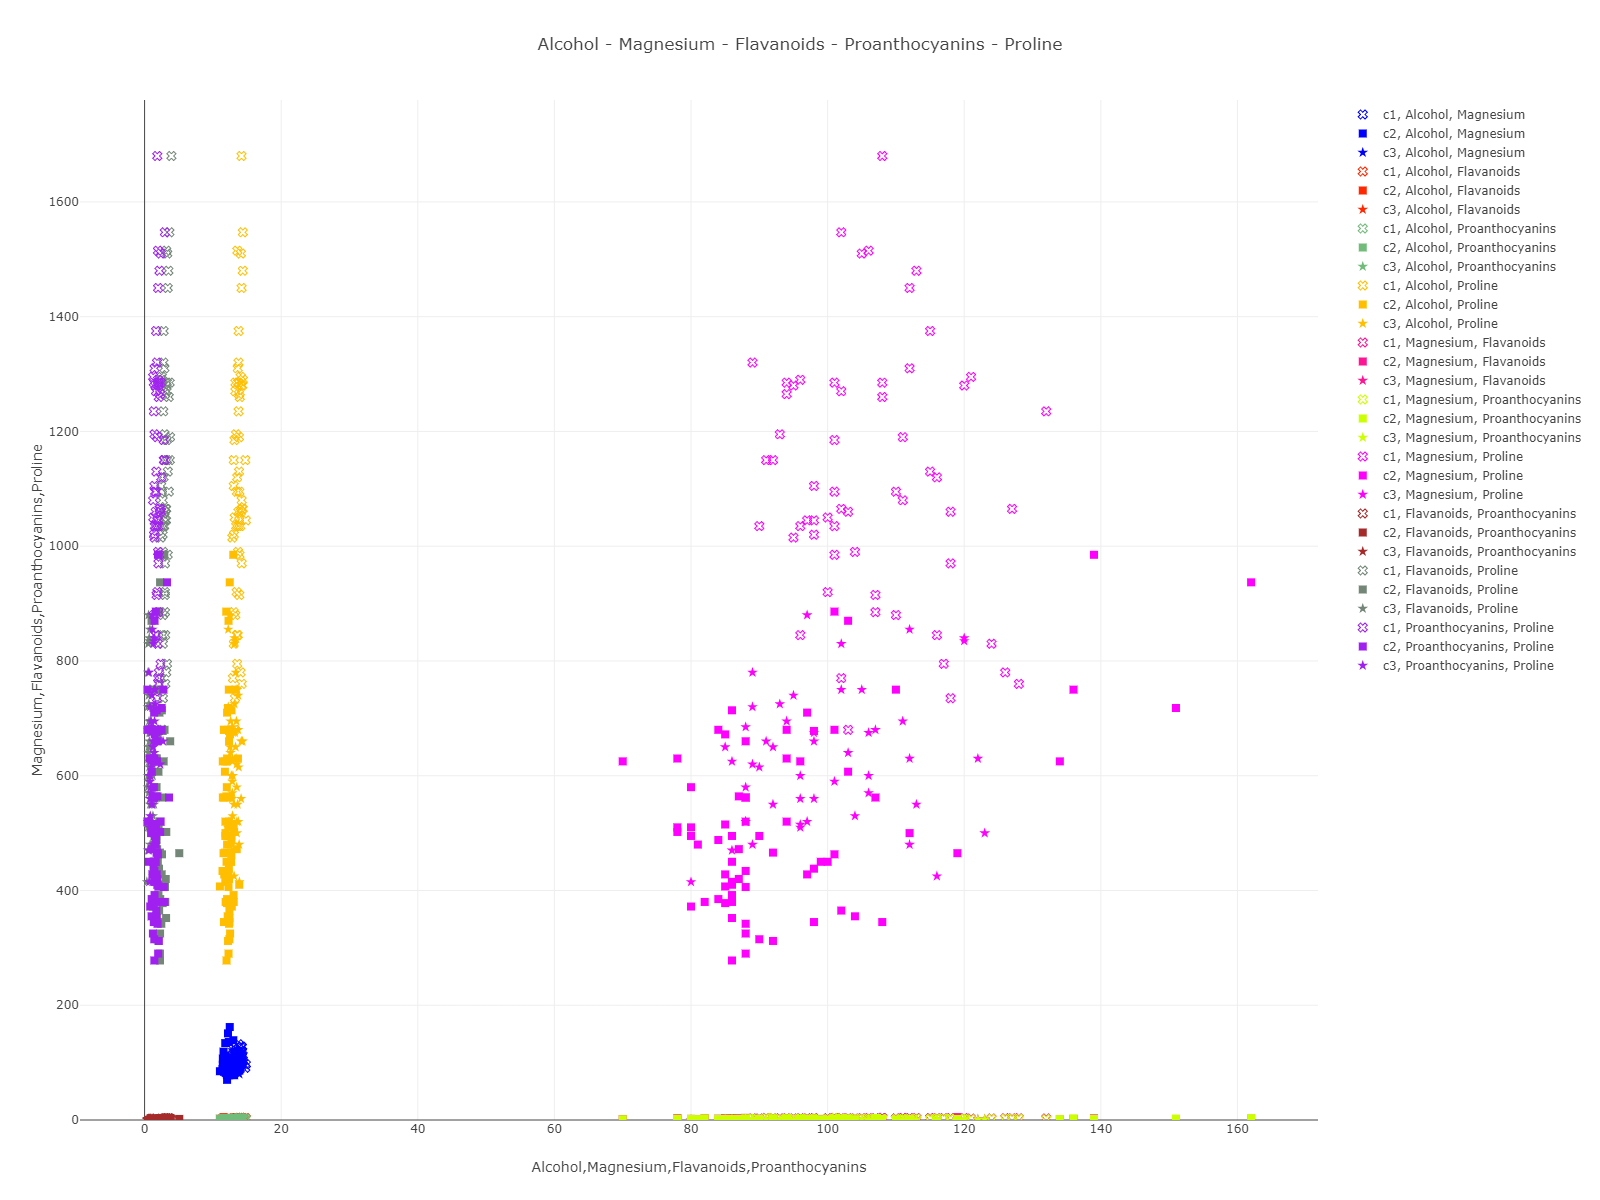 Alcohol - Magnesium - Flavanoids - Proanthocyanins - Proline
c1, Alcohol, Magnesium
c2, Alcohol, Magnesium
c3, Alcohol, Magnesium
c1, Alcohol, Flavanoids
c2, Alcohol, Flavanoids
c3, Alcohol, Flavanoids
c1, Alcohol, Proanthocyanins
c2, Alcohol, Proanthocyanins
c3, Alcohol, Proanthocyanins
c1, Alcohol, Proline
c2, Alcohol, Proline
c3, Alcohol, Proline
c1, Magnesium, Flavanoids
c2, Magnesium, Flavanoids
c3, Magnesium, Flavanoids
c1, Magnesium, Proanthocyanins
c2, Magnesium, Proanthocyanins
c3, Magnesium, Proanthocyanins
c1, Magnesium, Proline
c2, Magnesium, Proline
c3, Magnesium, Proline
c1, Flavanoids, Proanthocyanins
c2, Flavanoids, Proanthocyanins
c3, Flavanoids, Proanthocyanins
c1, Flavanoids, Proline
c2, Flavanoids, Proline
c3, Flavanoids, Proline
c1, Proanthocyanins, Proline
c2, Proanthocyanins, Proline
c3, Proanthocyanins, Proline
Magnesium,Flavanoids,Proanthocyanins,Proline
1600
1400
1200
1000
800
600
400
200
0
0 20 40 60 80 100 120 140 160
Alcohol,Magnesium,Flavanoids,Proanthocyanins